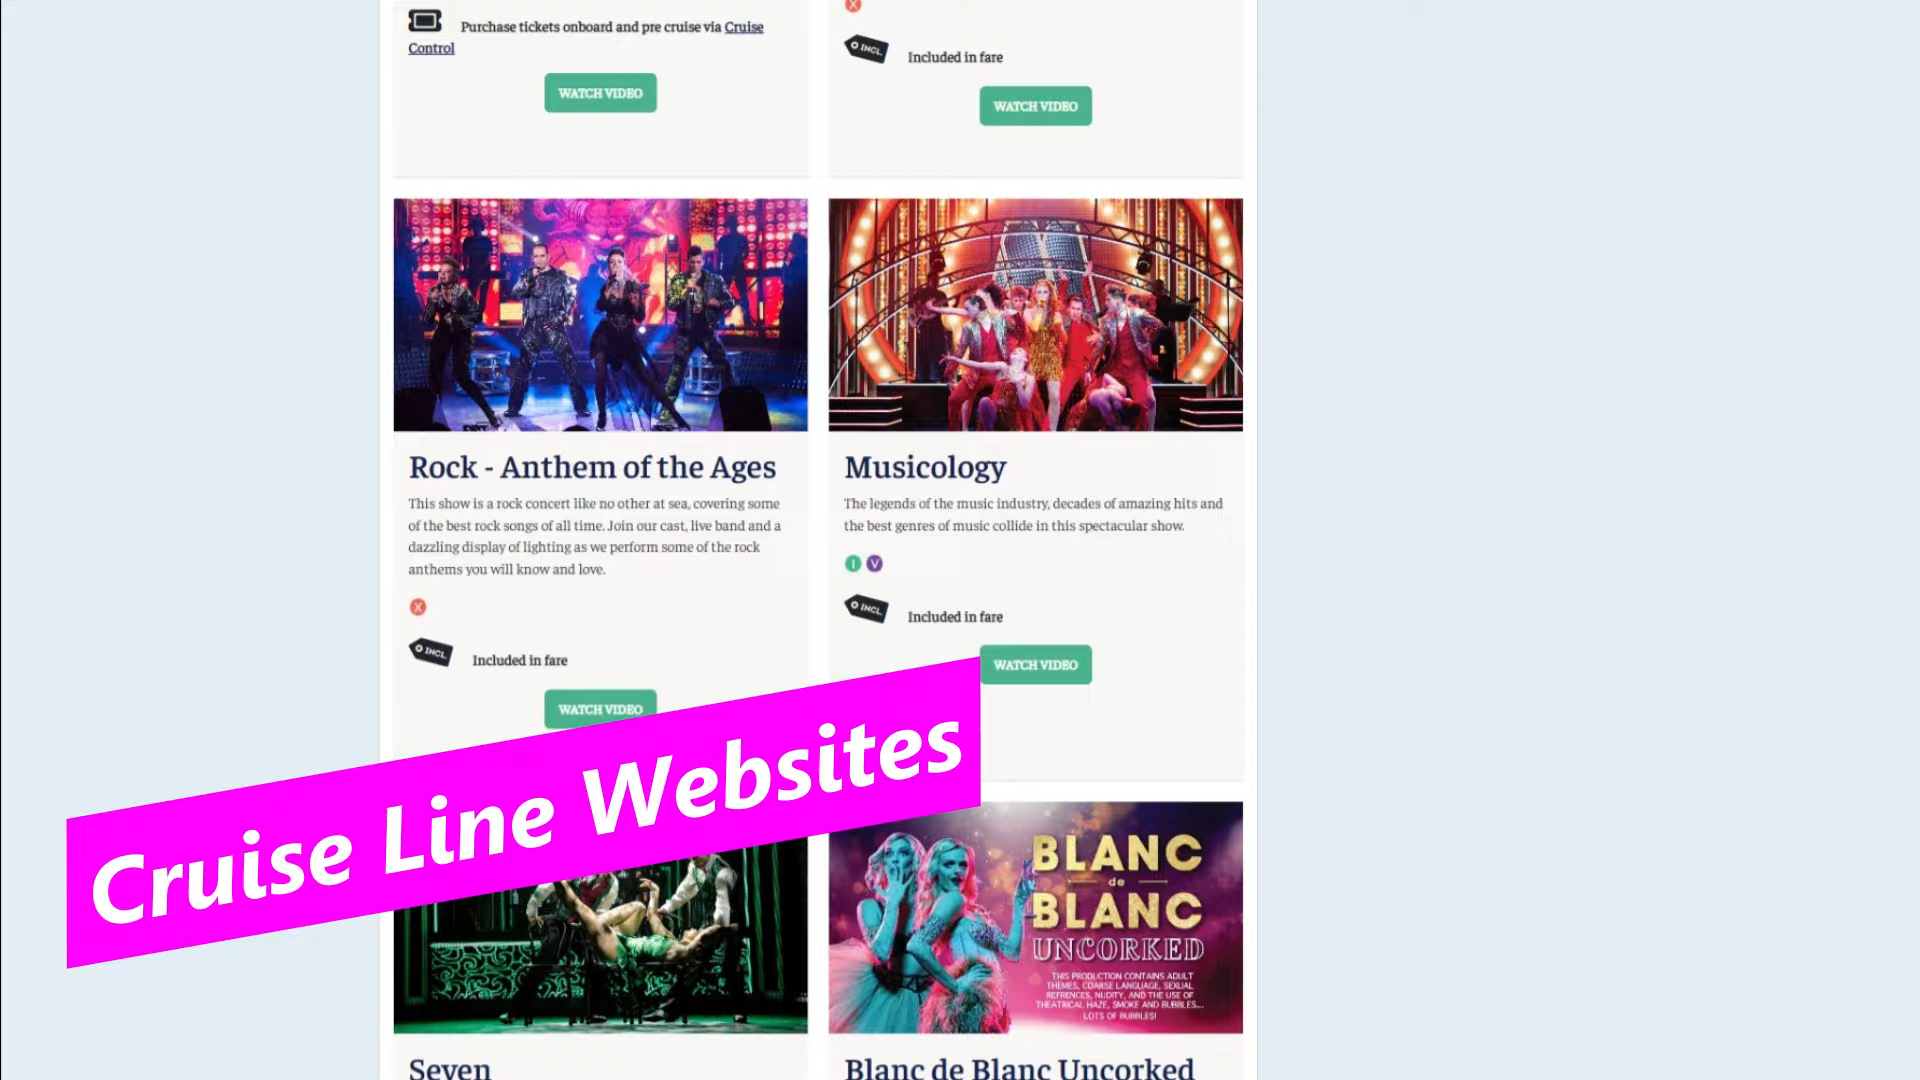 Purchase tickets onboard and pre cruise via Cruise
Control
WATCH VIDEO
X
INCL.
Included in fare
WATCH VIDEO
Rock - Anthem of the Ages
This show is a rock concert like no other at sea, covering some
of the best rock songs of all time. Join our cast, live band and a
dazzling display of lighting as we perform some of the rock
anthems you will know and love.
X
INCL.
Included in fare
WATCH VIDEO
Musicology
The legends of the music industry, decades of amazing hits and
the best genres of music collide in this spectacular show.
I V
INCL.
Included in fare
WATCH VIDEO
Cruise Line Websites
Seven
BLANC
de
BLANC
UNCORKED
THIS PRODUCTION CONTAINS ADULT
THEMES, COARSE LANGUAGE, SEXUAL
REFRENCES, NUDITY, AND THE USE OF
THEATRICAL HAZE, SMOKE AND BUBBLES...
LOTS OF BUBBLES!
Blanc de Blanc Uncorked